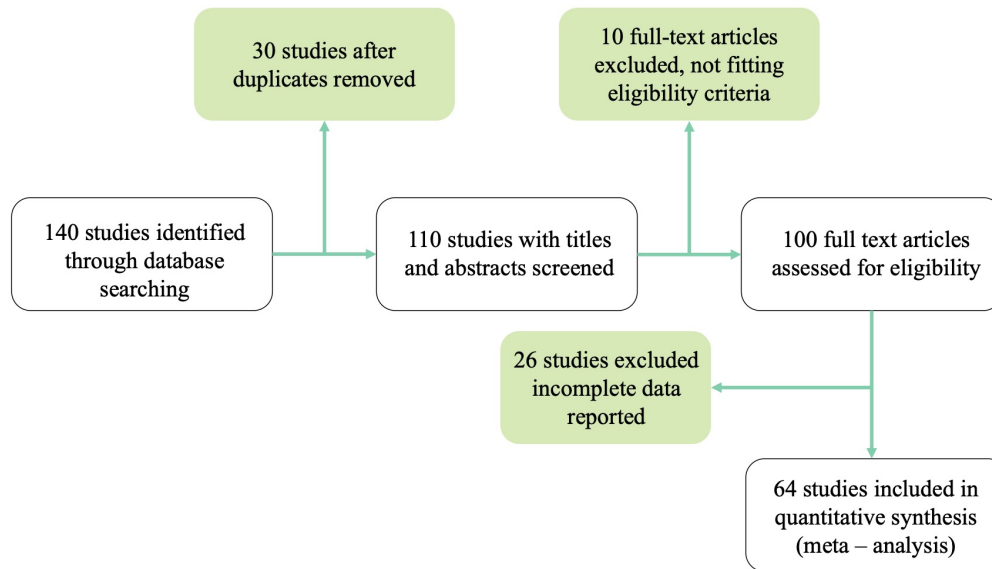 30 studies after
duplicates removed
10 full-text articles
excluded, not fitting
eligibility criteria
140 studies identified
through database
searching
110 studies with titles
and abstracts screened
100 full text articles
assessed for eligibility
26 studies excluded
incomplete data
reported
64 studies included in
quantitative synthesis
(meta – analysis)